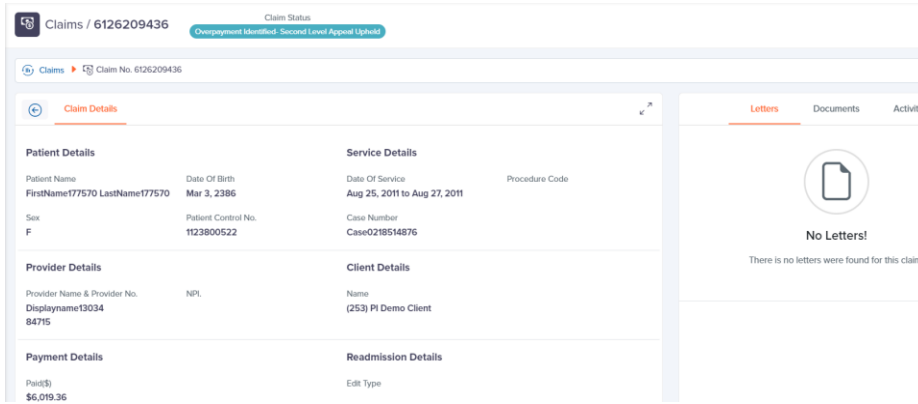 Claims / 6126209436
Claim Status
Overpayment Identified- Second Level Appeal Upheld
Claims
Claim No. 6126209436
Claim Details
Patient Details
Patient Name
FirstName177570 LastName177570
Date Of Birth
Mar 3, 2386
Sex
F
Patient Control No.
1123800522
Service Details
Date Of Service
Aug 25, 2011 to Aug 27, 2011
Procedure Code
Case Number
Case0218514876
Provider Details
Provider Name & Provider No.
Displayname13034
84715
NPI.
Client Details
Name
(253) PI Demo Client
Payment Details
Paid($)
$6,019.36
Readmission Details
Edit Type
Letters
Documents
Activit
No Letters!
There is no letters were found for this clain